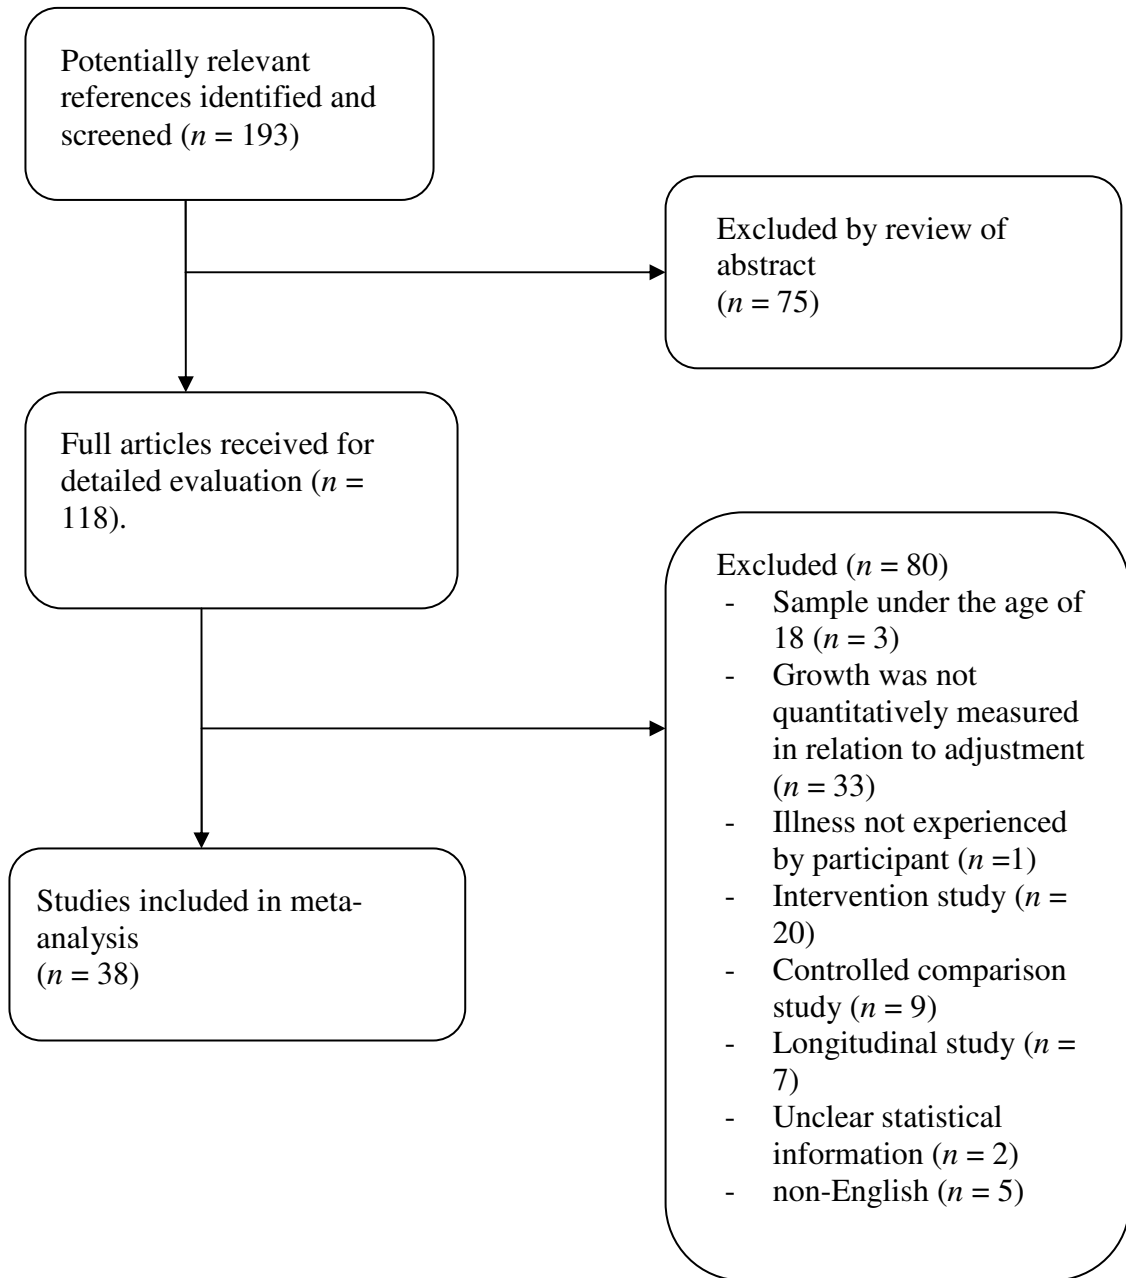 Potentially relevant
references identified and
screened (n = 193)
Excluded by review of
abstract
(n = 75)
Full articles received for
detailed evaluation (n =
118).
Excluded (n = 80)
- Sample under the age of
18 (n = 3)
- Growth was not
quantitatively measured
in relation to adjustment
(n = 33)
- Illness not experienced
by participant (n =1)
- Intervention study (n =
20)
- Controlled comparison
study (n = 9)
- Longitudinal study (n =
7)
- Unclear statistical
information (n = 2)
- non-English (n = 5)
Studies included in meta-
analysis
(n = 38)